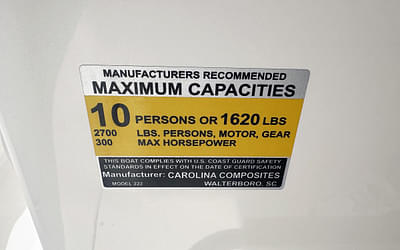 MANUFACTURERS RECOMMENDED
MAXIMUM CAPACITIES
10 PERSONS OR 1620 LBS
2700 LBS. PERSONS, MOTOR, GEAR
300 MAX HORSEPOWER
THIS BOAT COMPLIES WITH U.S. COAST GUARD SAFETY
STANDARDS IN EFFECT ON THE DATE OF CERTIFICATION
Manufacturer: CAROLINA COMPOSITES
MODEL 222 WALTERBORO, SC